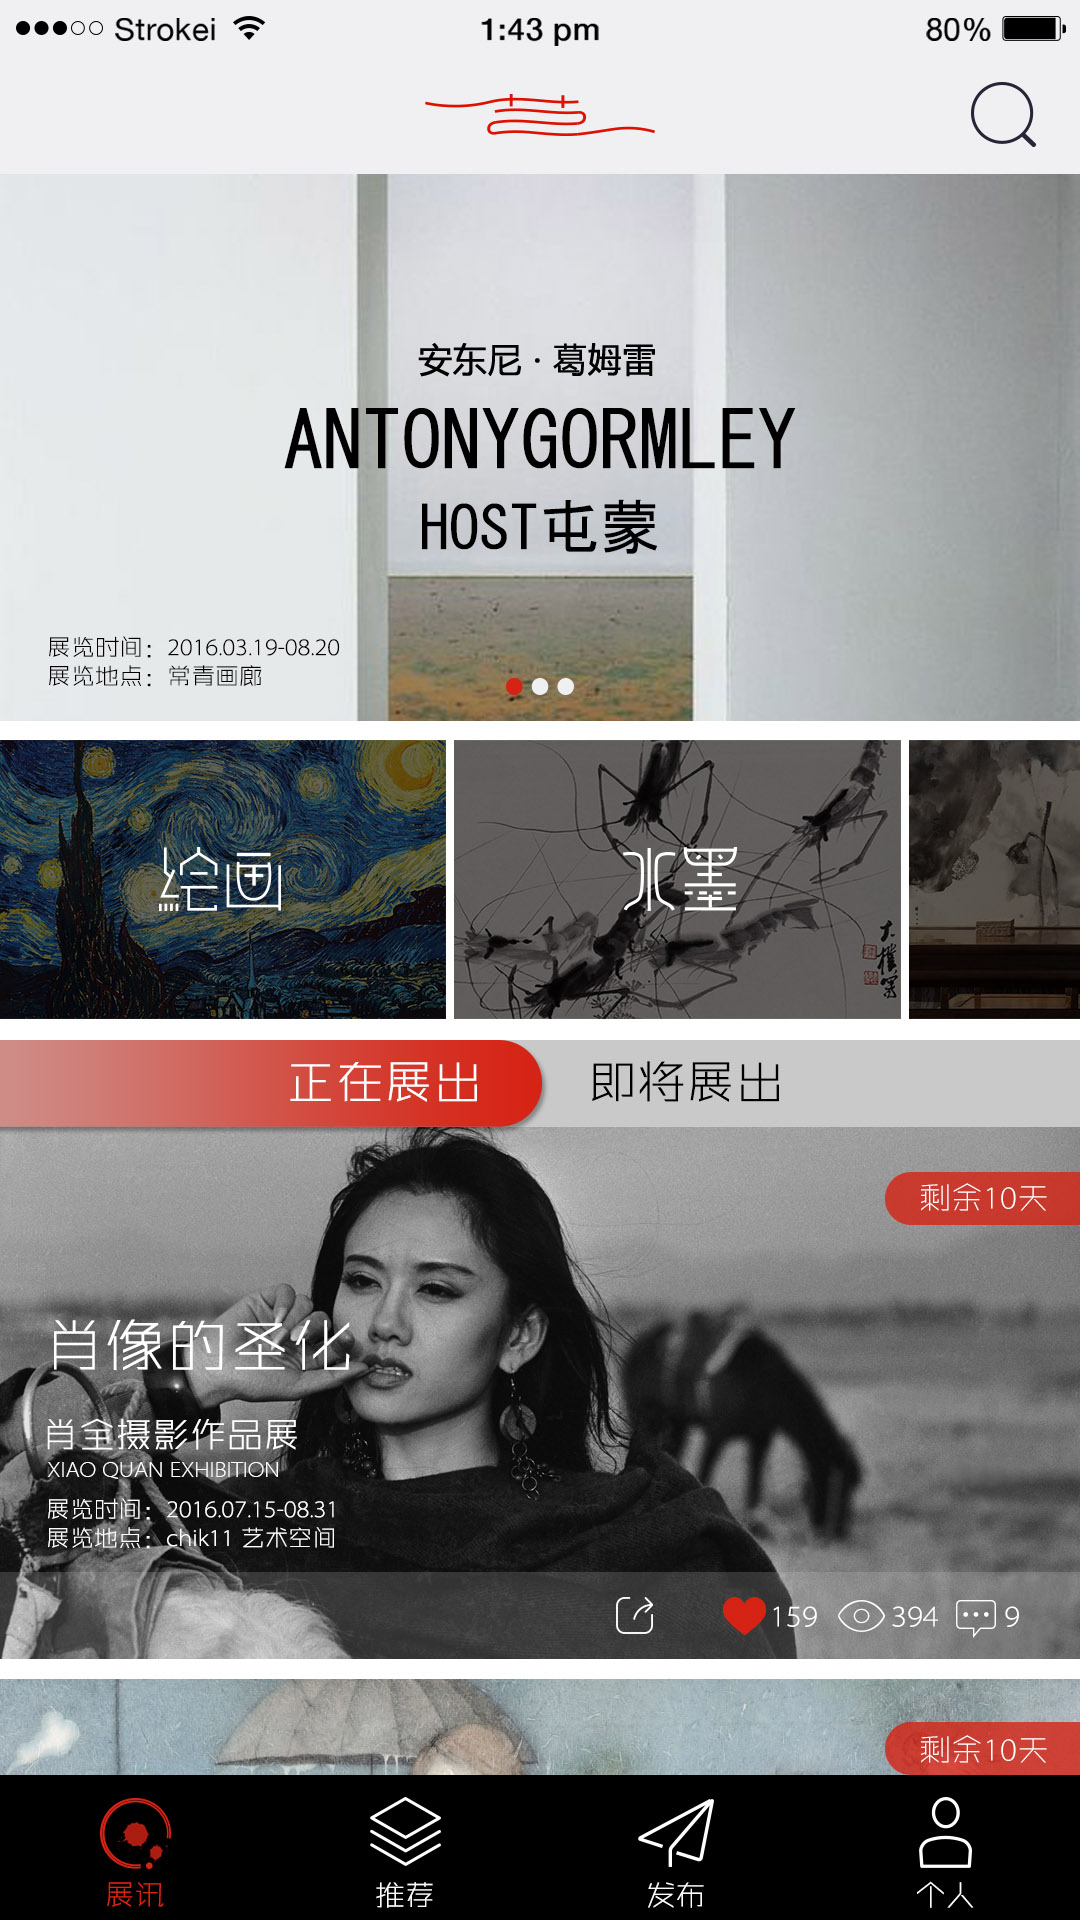 Strokei
1:43 pm
80%
安东尼·葛姆雷
ANTONYGORMLEY
HOST屯蒙
展览时间：2016.03.19-08.20
展览地点：常青画廊
绘画
水墨
正在展出
即将展出
剩余10天
肖像的圣化
肖全摄影作品展
XIAO QUAN EXHIBITION
展览时间：2016.07.15-08.31
展览地点：chik11 艺术空间
159
394
9
剩余10天
展讯
推荐
发布
个人